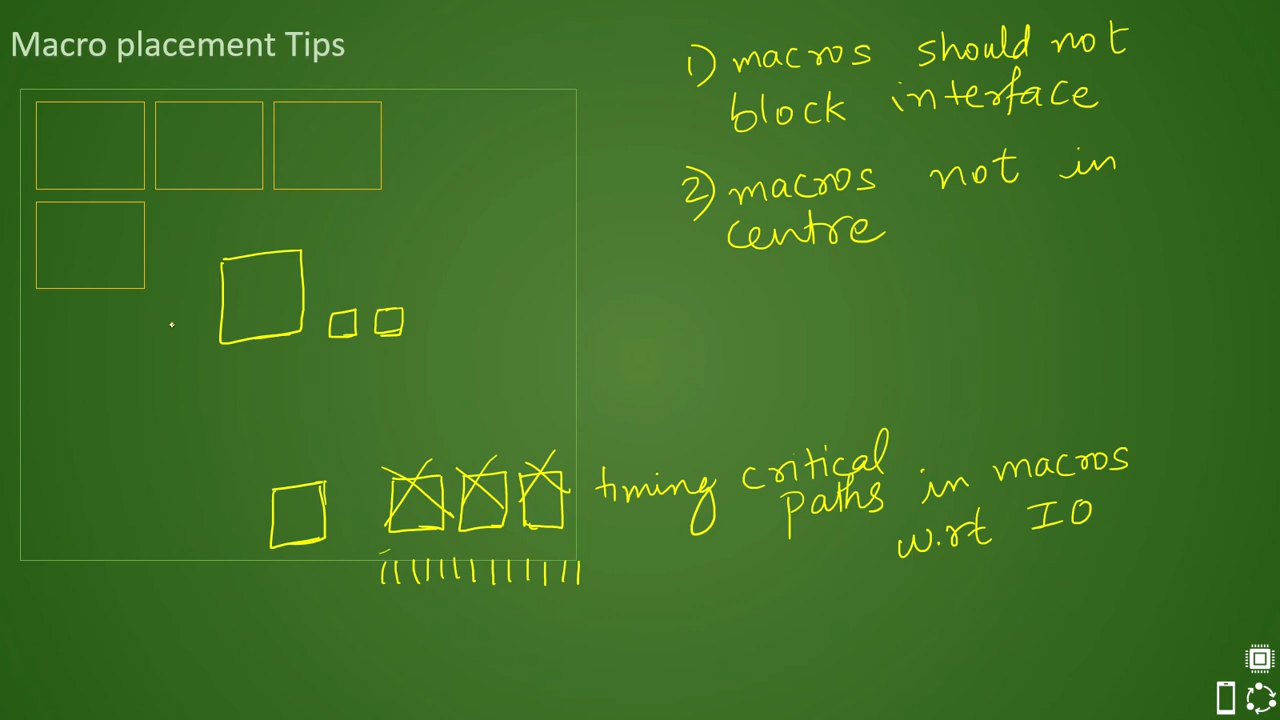 Macro placement Tips
1) macros should not
block interface
2) macros not in
centre
timing critical
paths in macros
w.rt IO